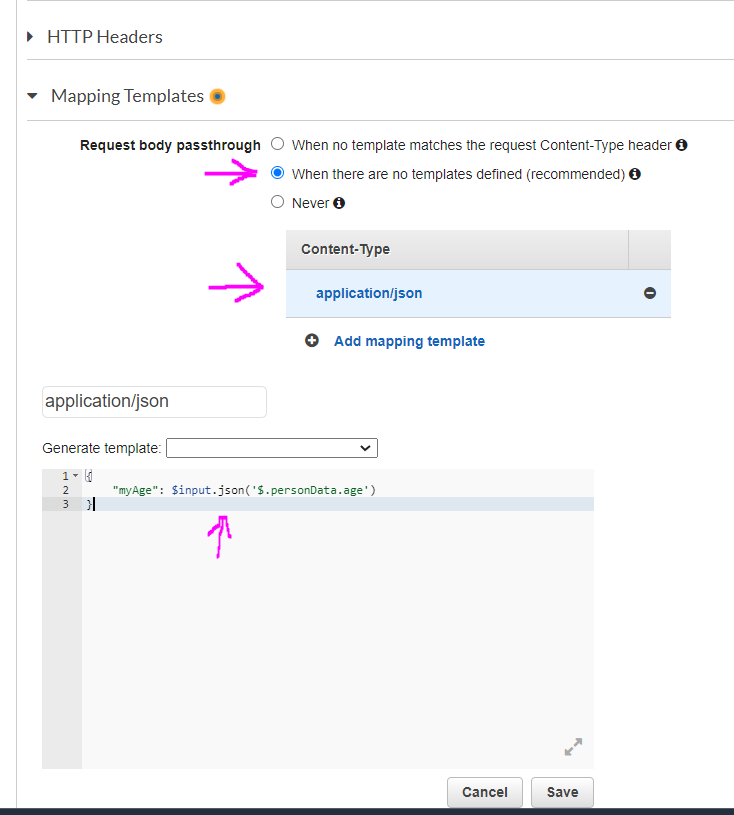 HTTP Headers
Mapping Templates
Request body passthrough When no template matches the request Content-Type header
When there are no templates defined (recommended)
Never
Content-Type
application/json
Add mapping template
application/json
Generate template:
1 {
2 "myAge": $input.json('$.personData.age')
3 }
Cancel Save